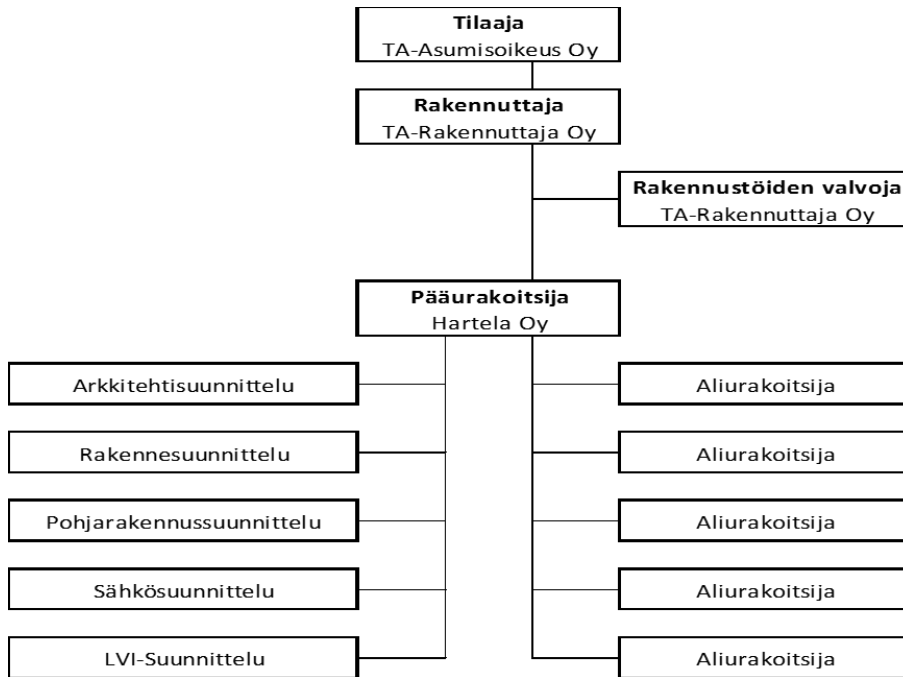 Tilaaja
TA-Asumisoikeus Oy
Rakennuttaja
TA-Rakennuttaja Oy
Rakennustöiden valvoja
TA-Rakennuttaja Oy
Pääurakoitsija
Hartela Oy
Arkkitehtisuunnittelu
Aliurakoitsija
Rakennesuunnittelu
Aliurakoitsija
Pohjarakennussuunnittelu
Aliurakoitsija
Sähkösuunnittelu
Aliurakoitsija
LVI-Suunnittelu
Aliurakoitsija